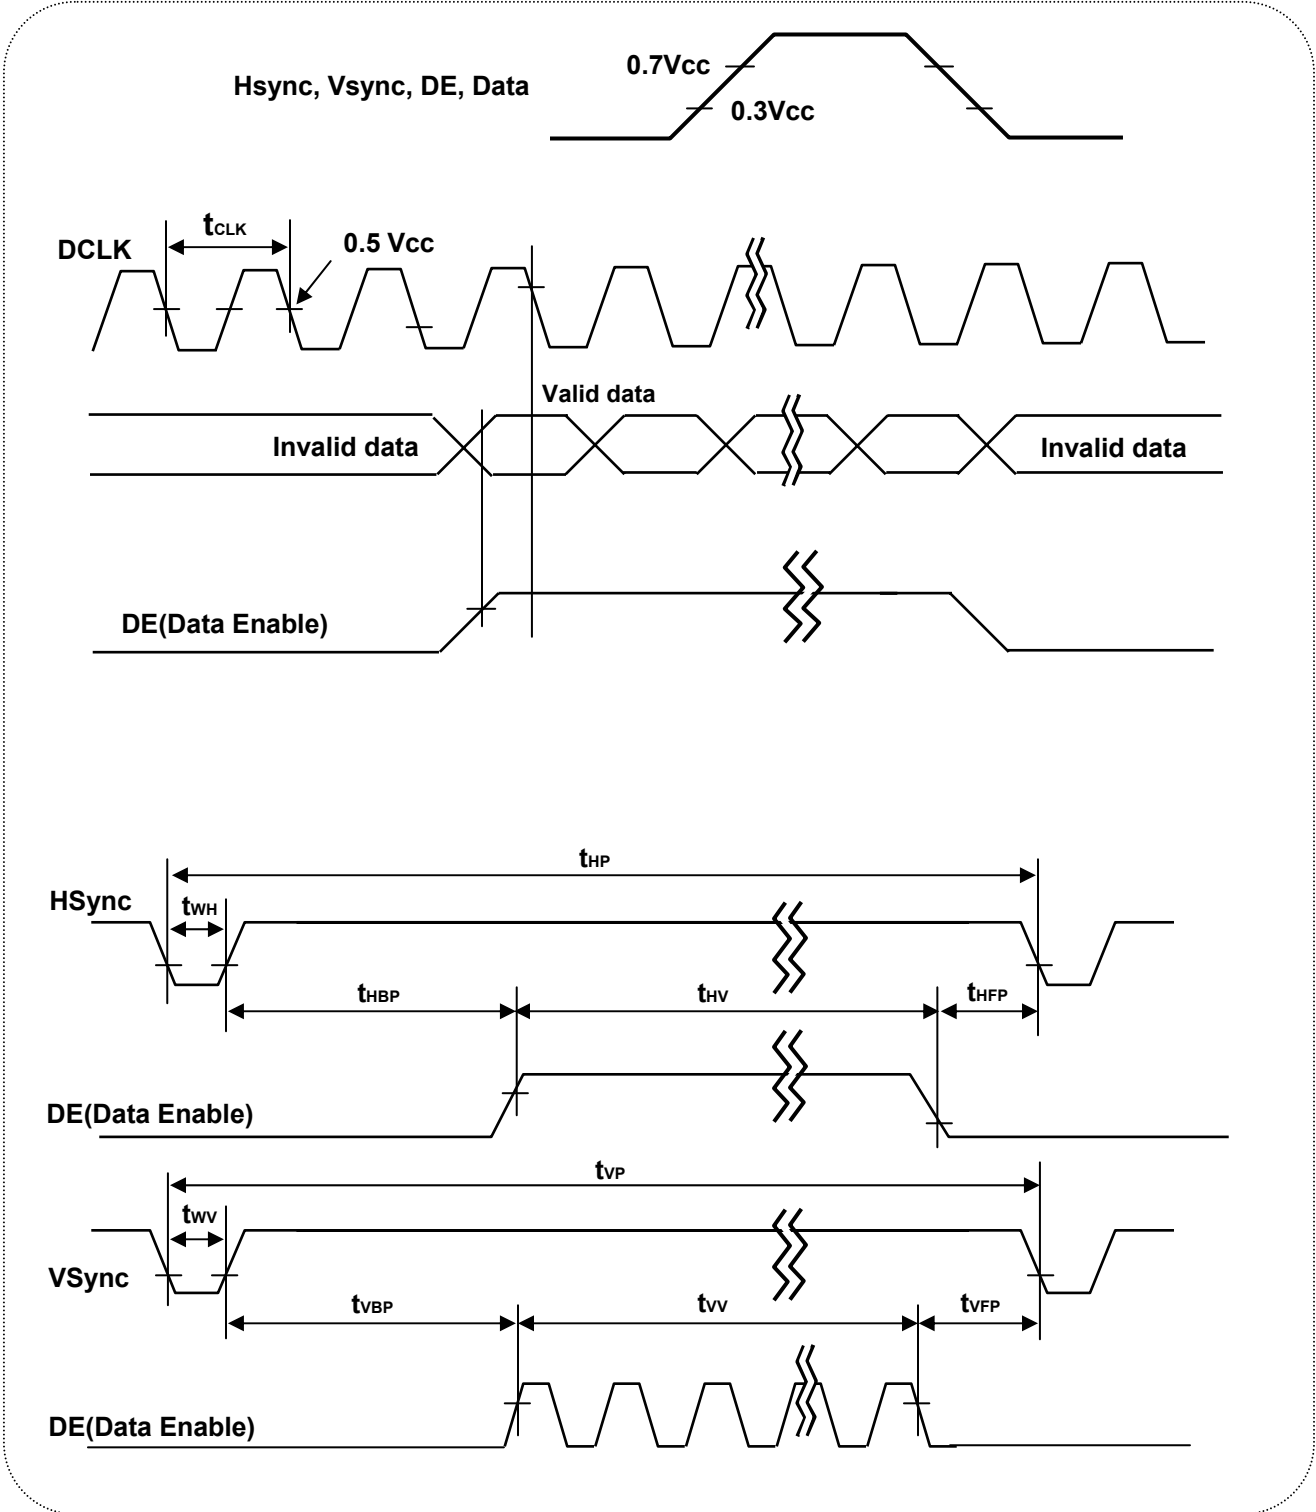 Hsync, Vsync, DE, Data
0.7Vcc
0.3Vcc
DCLK
tCLK
0.5 Vcc
Valid data
Invalid data
Invalid data
DE(Data Enable)
tHP
HSync
tWH
tHBP
tHV
tHFP
DE(Data Enable)
tVP
tWV
VSync
tVBP
tVV
tVFP
DE(Data Enable)